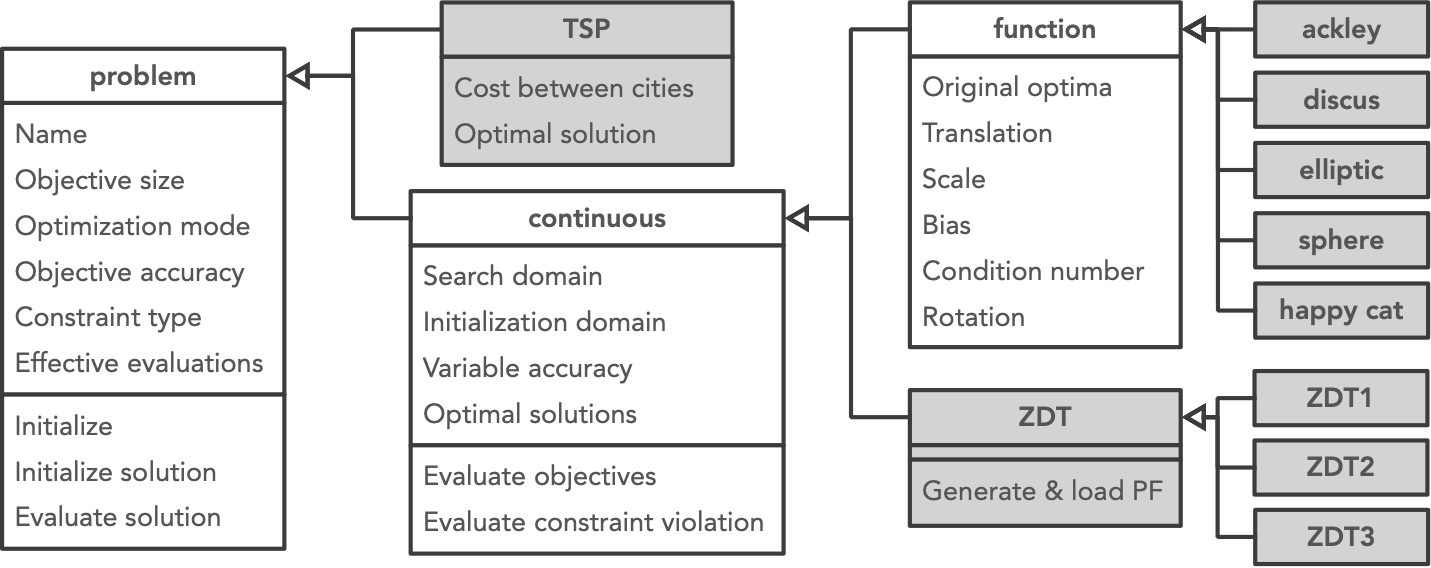 problem
Name
Objective size
Optimization mode
Objective accuracy
Constraint type
Effective evaluations
Initialize
Initialize solution
Evaluate solution
TSP
Cost between cities
Optimal solution
continuous
Search domain
Initialization domain
Variable accuracy
Optimal solutions
Evaluate objectives
Evaluate constraint violation
function
Original optima
Translation
Scale
Bias
Condition number
Rotation
ZDT
Generate & load PF
ackley
discus
elliptic
sphere
happy cat
ZDT1
ZDT2
ZDT3